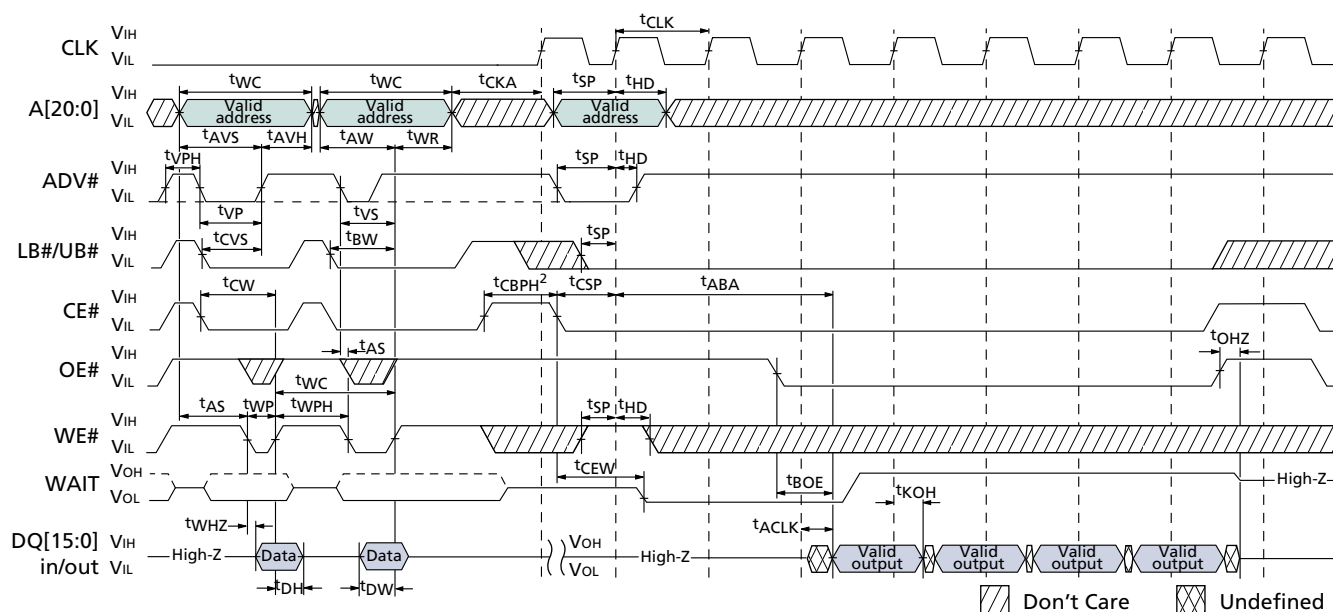 tCLK
CLK VIH
VIL
tWC tWC tCKA tSP tHD
A[20:0] VIH
VIL
Valid address Valid address Valid address
tAVS tAVH tAW tWR
tVPH tSP tHD
ADV# VIH
VIL
tVP tVS
LB#/UB# VIH
VIL
tCVS tBW tSP
CE# VIH
VIL
tCW tCBPH2 tCSP tABA
OE# VIH
VIL
tAS tOHZ
tWC
tAS tWP tWPH tSP tHD
WE# VIH
VIL
WAIT VOH
VOL
tCEW tBOE tKOH High-Z
tWHZ tACLK
DQ[15:0] in/out VIH
VIL
High-Z Data Data VOH
VOL
High-Z Valid output Valid output Valid output Valid output
tDH tDW
Don't Care Undefined